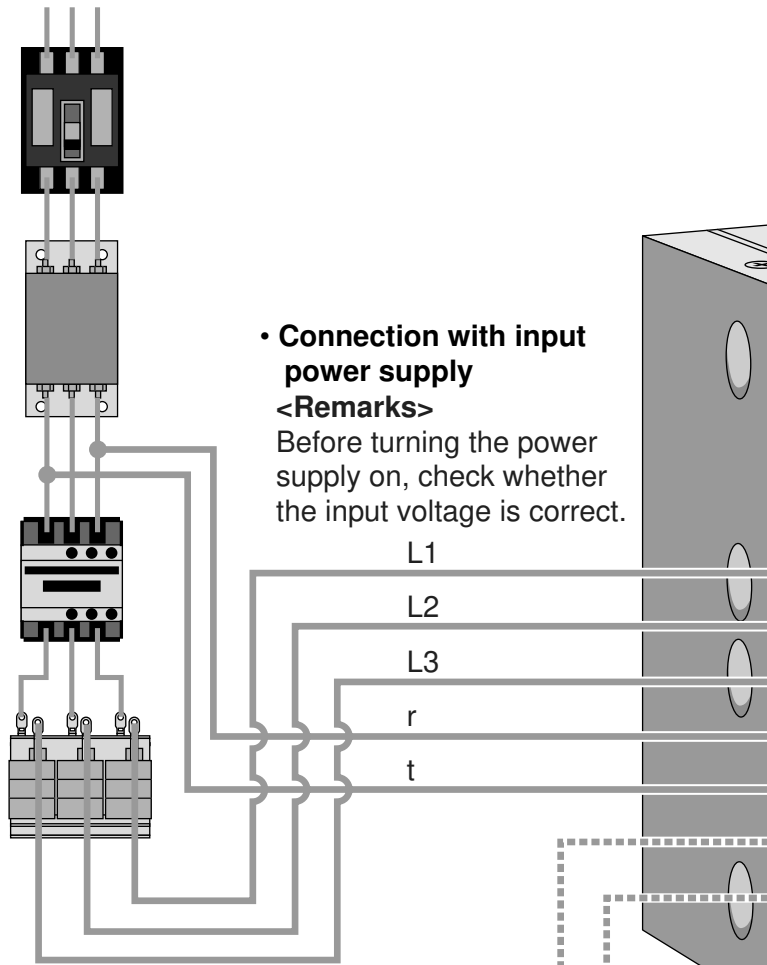 • Connection with input
power supply
<Remarks>
Before turning the power
supply on, check whether
the input voltage is correct.
L1
L2
L3
r
t